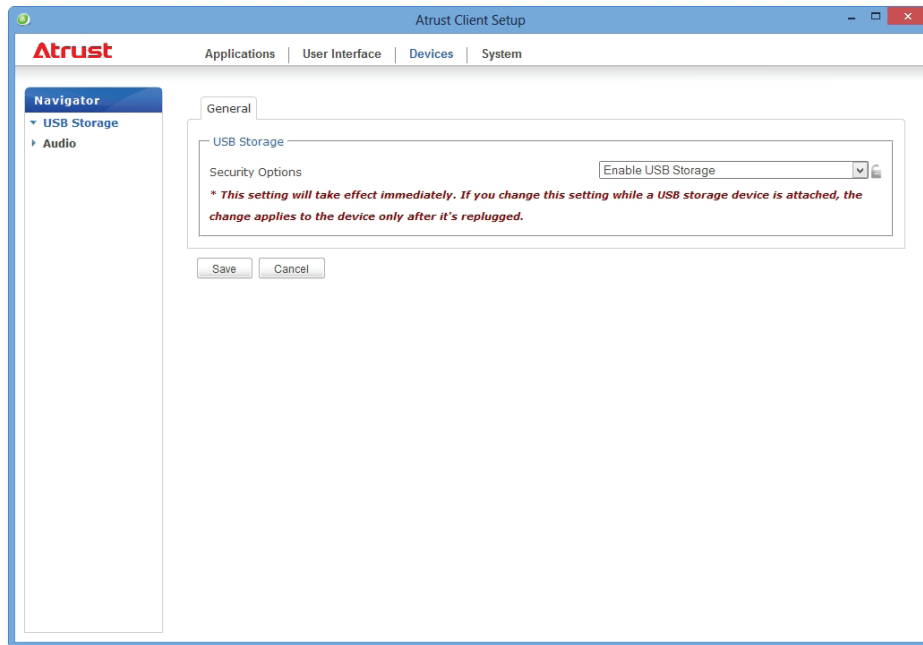 Atrust Client Setup
Atrust
Applications | User Interface | Devices | System
Navigator
USB Storage
Audio
General
USB Storage
Security Options
Enable USB Storage
* This setting will take effect immediately. If you change this setting while a USB storage device is attached, the
change applies to the device only after it's replugged.
Save Cancel